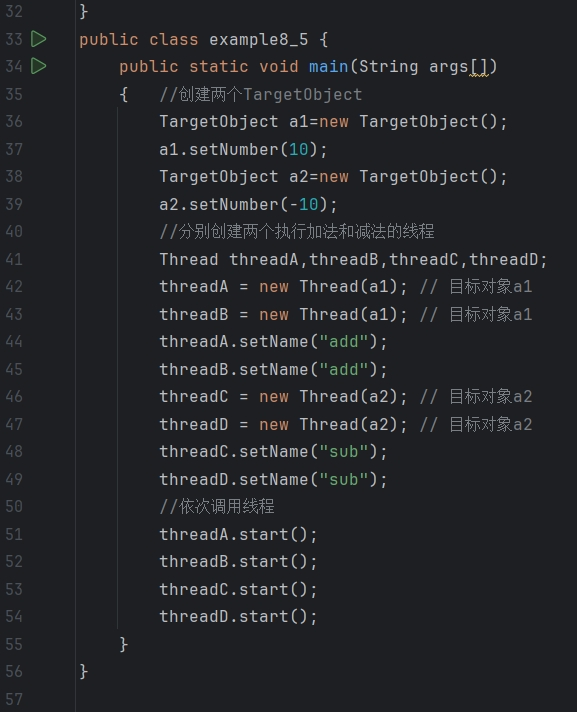 32 }
33 public class example8_5 {
34 public static void main(String args[])
35 { //创建两个TargetObject
36 TargetObject a1=new TargetObject();
37 a1.setNumber(10);
38 TargetObject a2=new TargetObject();
39 a2.setNumber(-10);
40 //分别创建两个执行加法和减法的线程
41 Thread threadA,threadB,threadC,threadD;
42 threadA = new Thread(a1); // 目标对象a1
43 threadB = new Thread(a1); // 目标对象a1
44 threadA.setName("add");
45 threadB.setName("add");
46 threadC = new Thread(a2); // 目标对象a2
47 threadD = new Thread(a2); // 目标对象a2
48 threadC.setName("sub");
49 threadD.setName("sub");
50 //依次调用线程
51 threadA.start();
52 threadB.start();
53 threadC.start();
54 threadD.start();
55 }
56 }
57